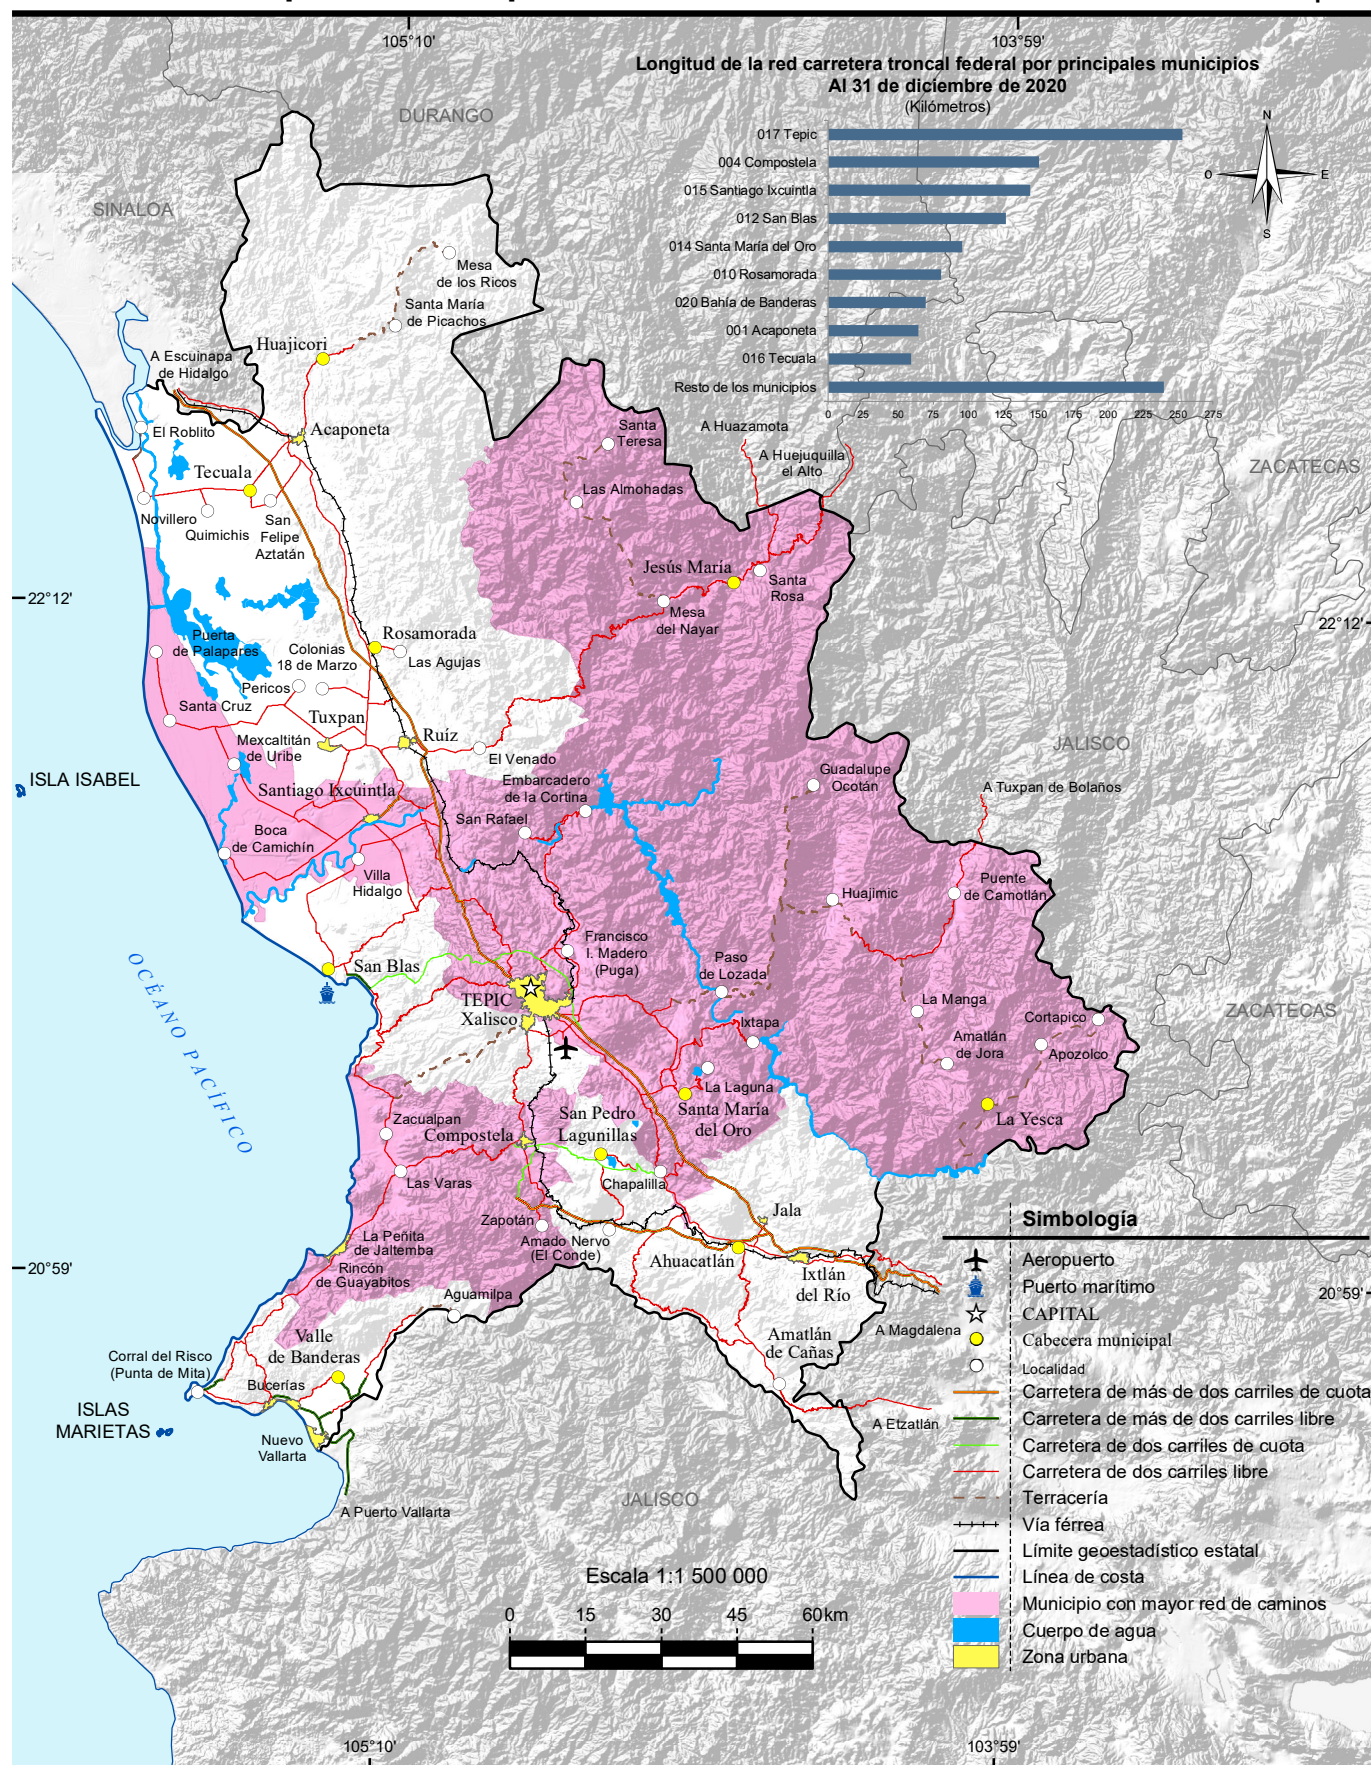 105°10'
103°59'
Longitud de la red carretera troncal federal por principales municipios
Al 31 de diciembre de 2020
(Kilómetros)
017 Tepic
004 Compostela
015 Santiago Ixcuintla
012 San Blas
014 Santa María del Oro
010 Rosamorada
020 Bahía de Banderas
001 Acaponeta
016 Tecuala
Resto de los municipios
0 25 50 75 100 125 150 175 200 225 250 275
N
O
E
S
DURANGO
SINALOA
Mesa
de los Ricos
Santa María
de Picachos
Huajicori
A Escuinapa
de Hidalgo
El Roblito
Acaponeta
Santa
Teresa
A Huazamota
A Huejuquilla
el Alto
ZACATECAS
Tecuala
Las Almohadas
Novillero
Quimichis
San
Felipe
Aztatán
Jesús María
Santa
Rosa
22°12'
Mesa
del Nayar
22°12'
Puerta
de Palapares
Colonias
18 de Marzo
Rosamorada
Las Agujas
Pericos
Santa Cruz
Tuxpan
Ruíz
Mexcaltitán
de Uribe
El Venado
JALISCO
ISLA ISABEL
Santiago Ixcuintla
Embarcadero
de la Cortina
Guadalupe
Ocotán
A Tuxpan de Bolaños
San Rafael
Boca
de Camichín
Villa
Hidalgo
Huajimic
Puente
de Camotlán
Francisco
I. Madero
(Puga)
OCÉANO PACÍFICO
San Blas
Paso
de Lozada
TEPIC
Xalisco
La Manga
Cortapico
ZACATECAS
Ixtapa
Amatlán
de Jora
Apozolco
La Laguna
Santa María
del Oro
La Yesca
Zacualpan
San Pedro
Lagunillas
Compostela
Las Varas
Chapalilla
Zapotán
Jala
La Peñita
de Jaltemba
Amado Nervo
(El Conde)
Ahuacatlán
Rincón
de Guayabitos
Ixtlán
del Río
20°59'
20°59'
Aguamilpa
A Magdalena
Valle
de Banderas
Amatlán
de Cañas
Corral del Risco
(Punta de Mita)
Bucerías
ISLAS
MARIETAS
A Etzatlán
Nuevo
Vallarta
A Puerto Vallarta
JALISCO
Simbología
Aeropuerto
Puerto marítimo
CAPITAL
Cabecera municipal
Localidad
Carretera de más de dos carriles de cuota
Carretera de más de dos carriles libre
Carretera de dos carriles de cuota
Carretera de dos carriles libre
Terracería
Vía férrea
Límite geoestadístico estatal
Línea de costa
Municipio con mayor red de caminos
Cuerpo de agua
Zona urbana
Escala 1:1 500 000
0 15 30 45 60 km
105°10'
103°59'